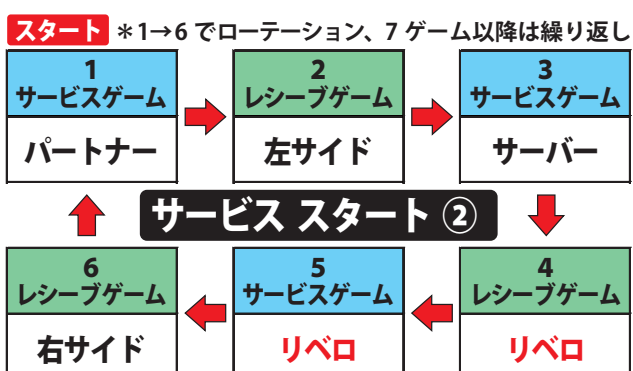 スタート ＊1→6 でローテーション、7 ゲーム以降は繰り返し
1
サービスゲーム
パートナー
2
レシーブゲーム
左サイド
3
サービスゲーム
サーバー
サービス スタート ②
6
レシーブゲーム
右サイド
5
サービスゲーム
リベロ
4
レシーブゲーム
リベロ